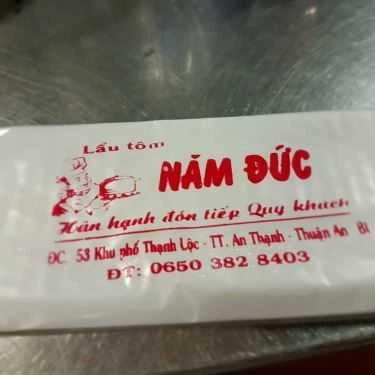 Lẩu tôm
NĂM ĐỨC
Hân hạnh đón tiếp Quý khách
ĐC: 53 Khu phố Thạnh Lộc - TT. An Thạnh - Thuận An
ĐT: 0650 382 8403